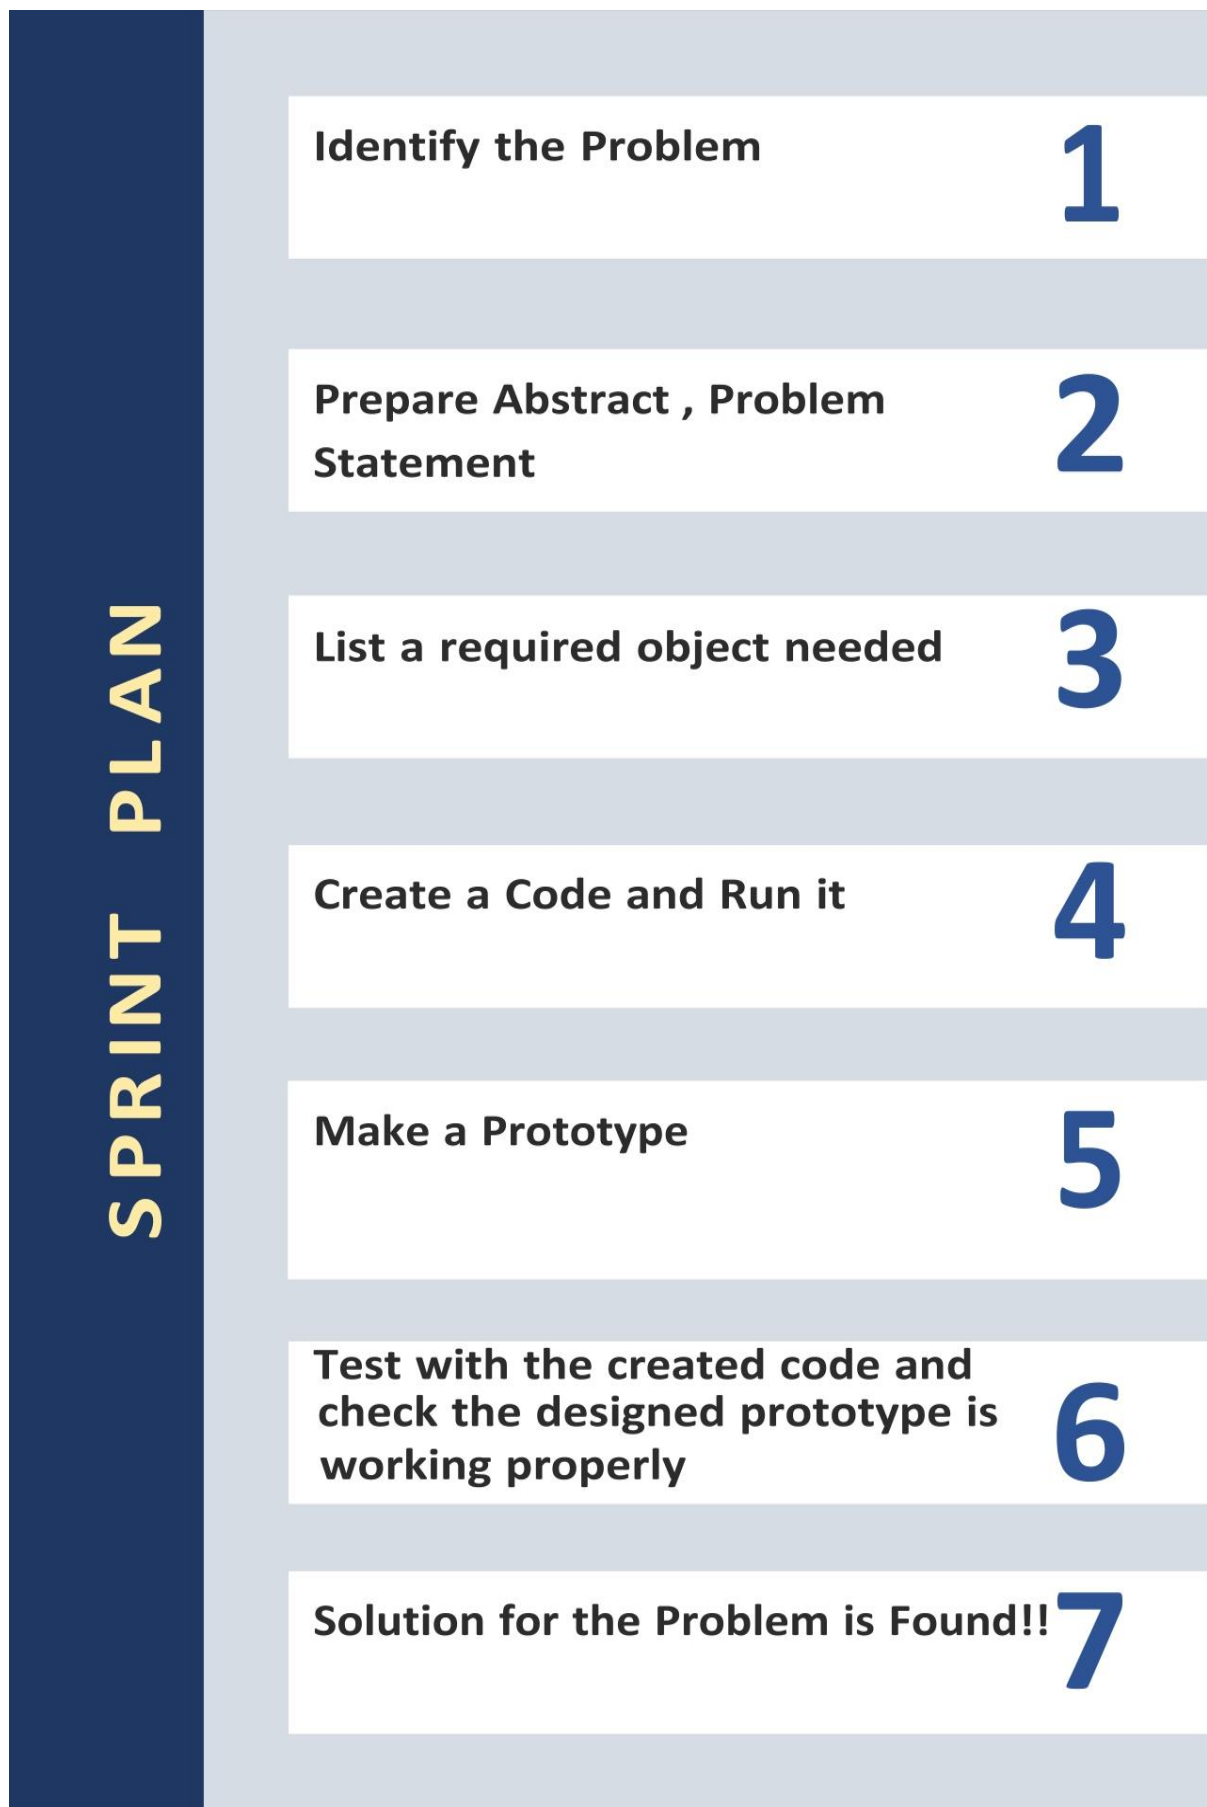 SPRINT PLAN
Identify the Problem
1
Prepare Abstract , Problem
Statement
2
List a required object needed
3
Create a Code and Run it
4
Make a Prototype
5
Test with the created code and
check the designed prototype is
working properly
6
Solution for the Problem is Found!!
7